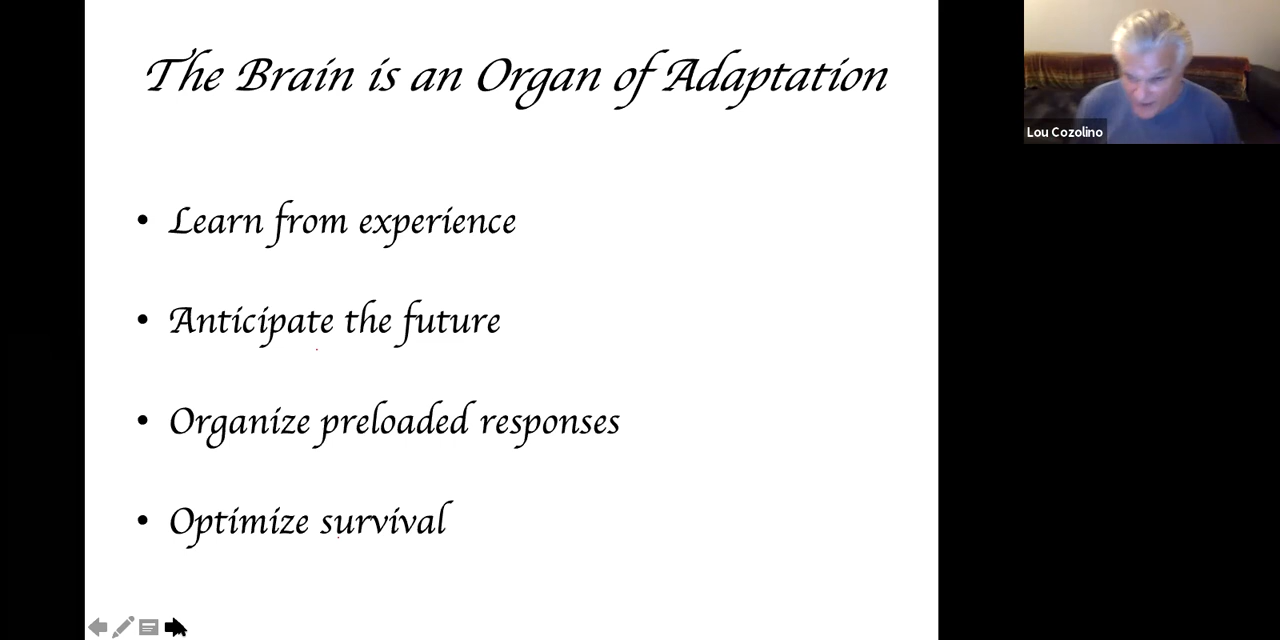 The Brain is an Organ of Adaptation
• Learn from experience
• Anticipate the future
• Organize preloaded responses
• Optimize survival
Lou Cozolino